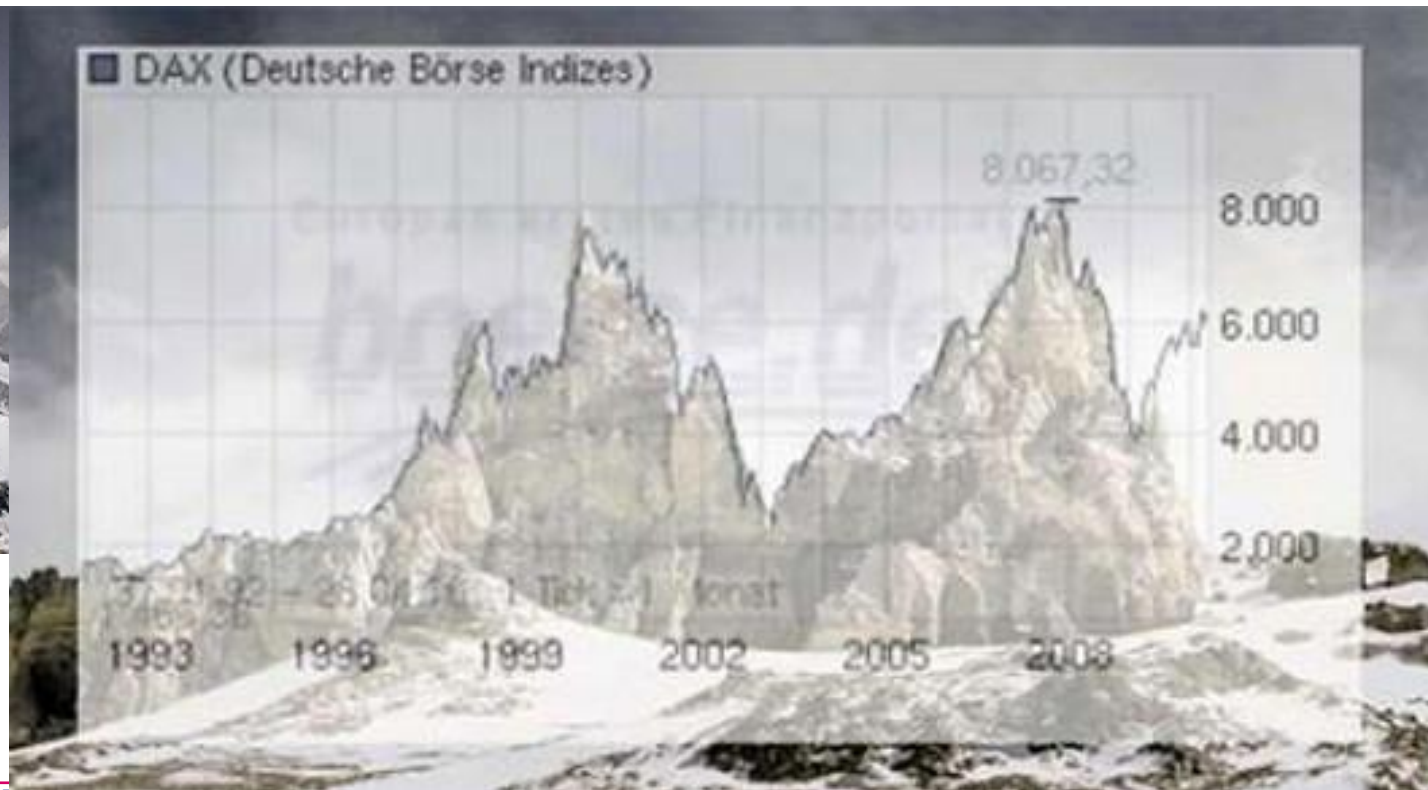 DAX (Deutsche Börse Indizes)
8.067,32
8.000
6.000
4.000
2.000
1 Tick = 1 Monat
1993 1996 1999 2002 2005 2008